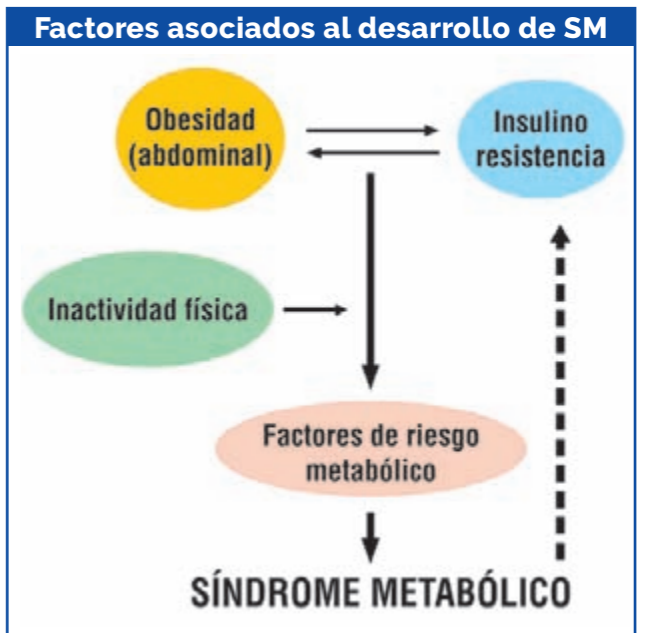 Factores asociados al desarrollo de SM
Obesidad
(abdominal)
Insulino
resistencia
Inactividad física
Factores de riesgo
metabólico
SÍNDROME METABÓLICO